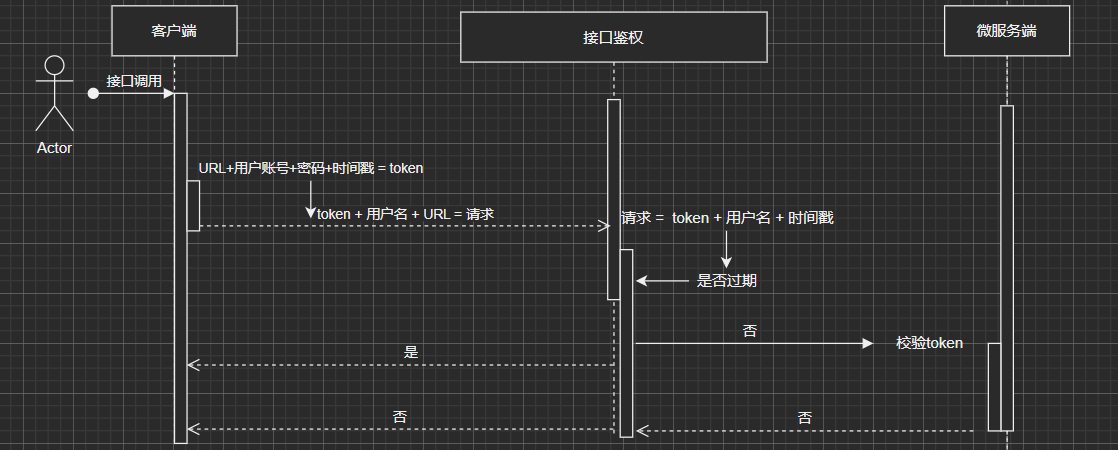 客户端
接口鉴权
微服务端
接口调用
Actor
URL+用户账号+密码+时间戳 = token
token + 用户名 + URL = 请求
请求 = token + 用户名 + 时间戳
是否过期
否
校验token
是
否
否